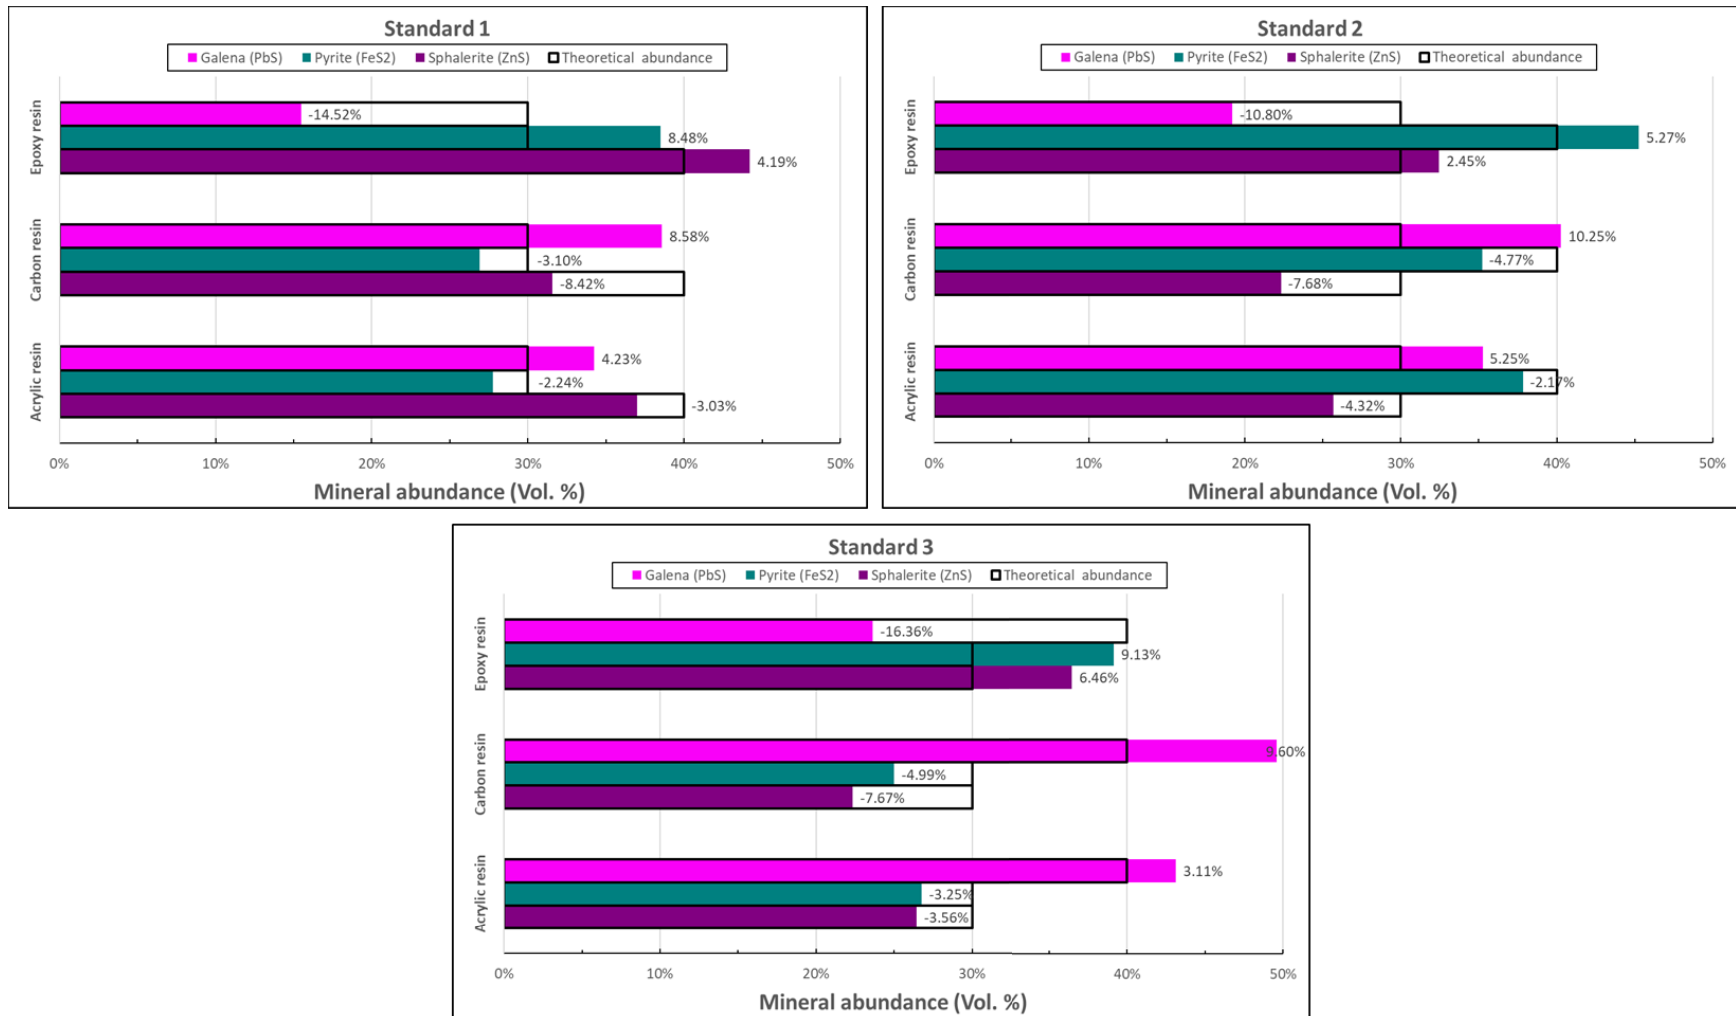 Standard 1
Galena (PbS) Pyrite (FeS2) Sphalerite (ZnS) Theoretical abundance
Epoxy resin
-14.52%
8.48%
4.19%
Carbon resin
8.58%
-3.10%
-8.42%
Acrylic resin
4.23%
-2.24%
-3.03%
0% 10% 20% 30% 40% 50%
Mineral abundance (Vol. %)
Standard 2
Galena (PbS) Pyrite (FeS2) Sphalerite (ZnS) Theoretical abundance
Epoxy resin
-10.80%
5.27%
2.45%
Carbon resin
10.25%
-4.77%
-7.68%
Acrylic resin
5.25%
-2.17%
-4.32%
0% 10% 20% 30% 40% 50%
Mineral abundance (Vol. %)
Standard 3
Galena (PbS) Pyrite (FeS2) Sphalerite (ZnS) Theoretical abundance
Epoxy resin
-16.36%
9.13%
6.46%
Carbon resin
9.60%
-4.99%
-7.67%
Acrylic resin
3.11%
-3.25%
-3.56%
0% 10% 20% 30% 40% 50%
Mineral abundance (Vol. %)